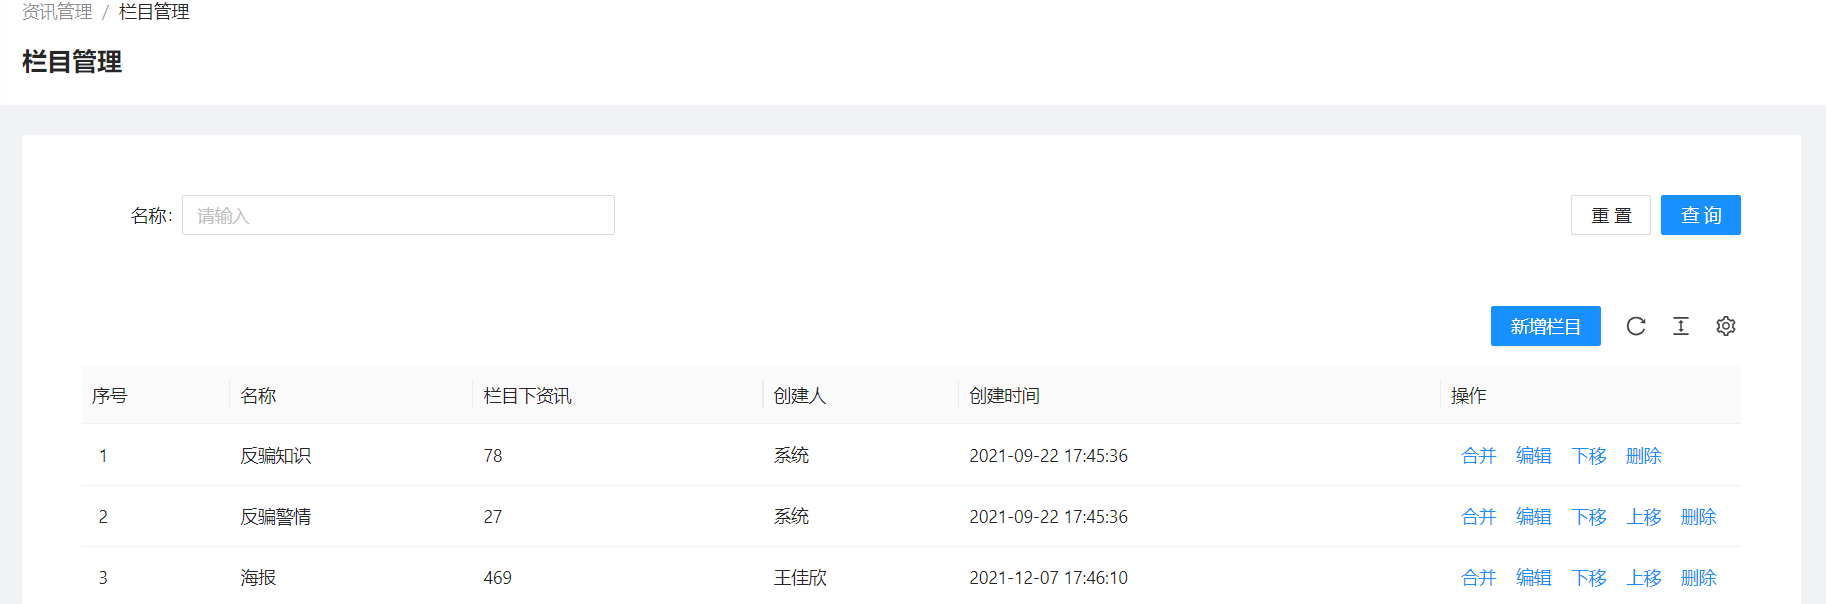 资讯管理 / 栏目管理
栏目管理
名称: 请输入 重置 查询
新增栏目
序号 名称 栏目下资讯 创建人 创建时间 操作
1 反骗知识 78 系统 2021-09-22 17:45:36 合并 编辑 下移 删除
2 反骗警情 27 系统 2021-09-22 17:45:36 合并 编辑 下移 上移 删除
3 海报 469 王佳欣 2021-12-07 17:46:10 合并 编辑 下移 上移 删除